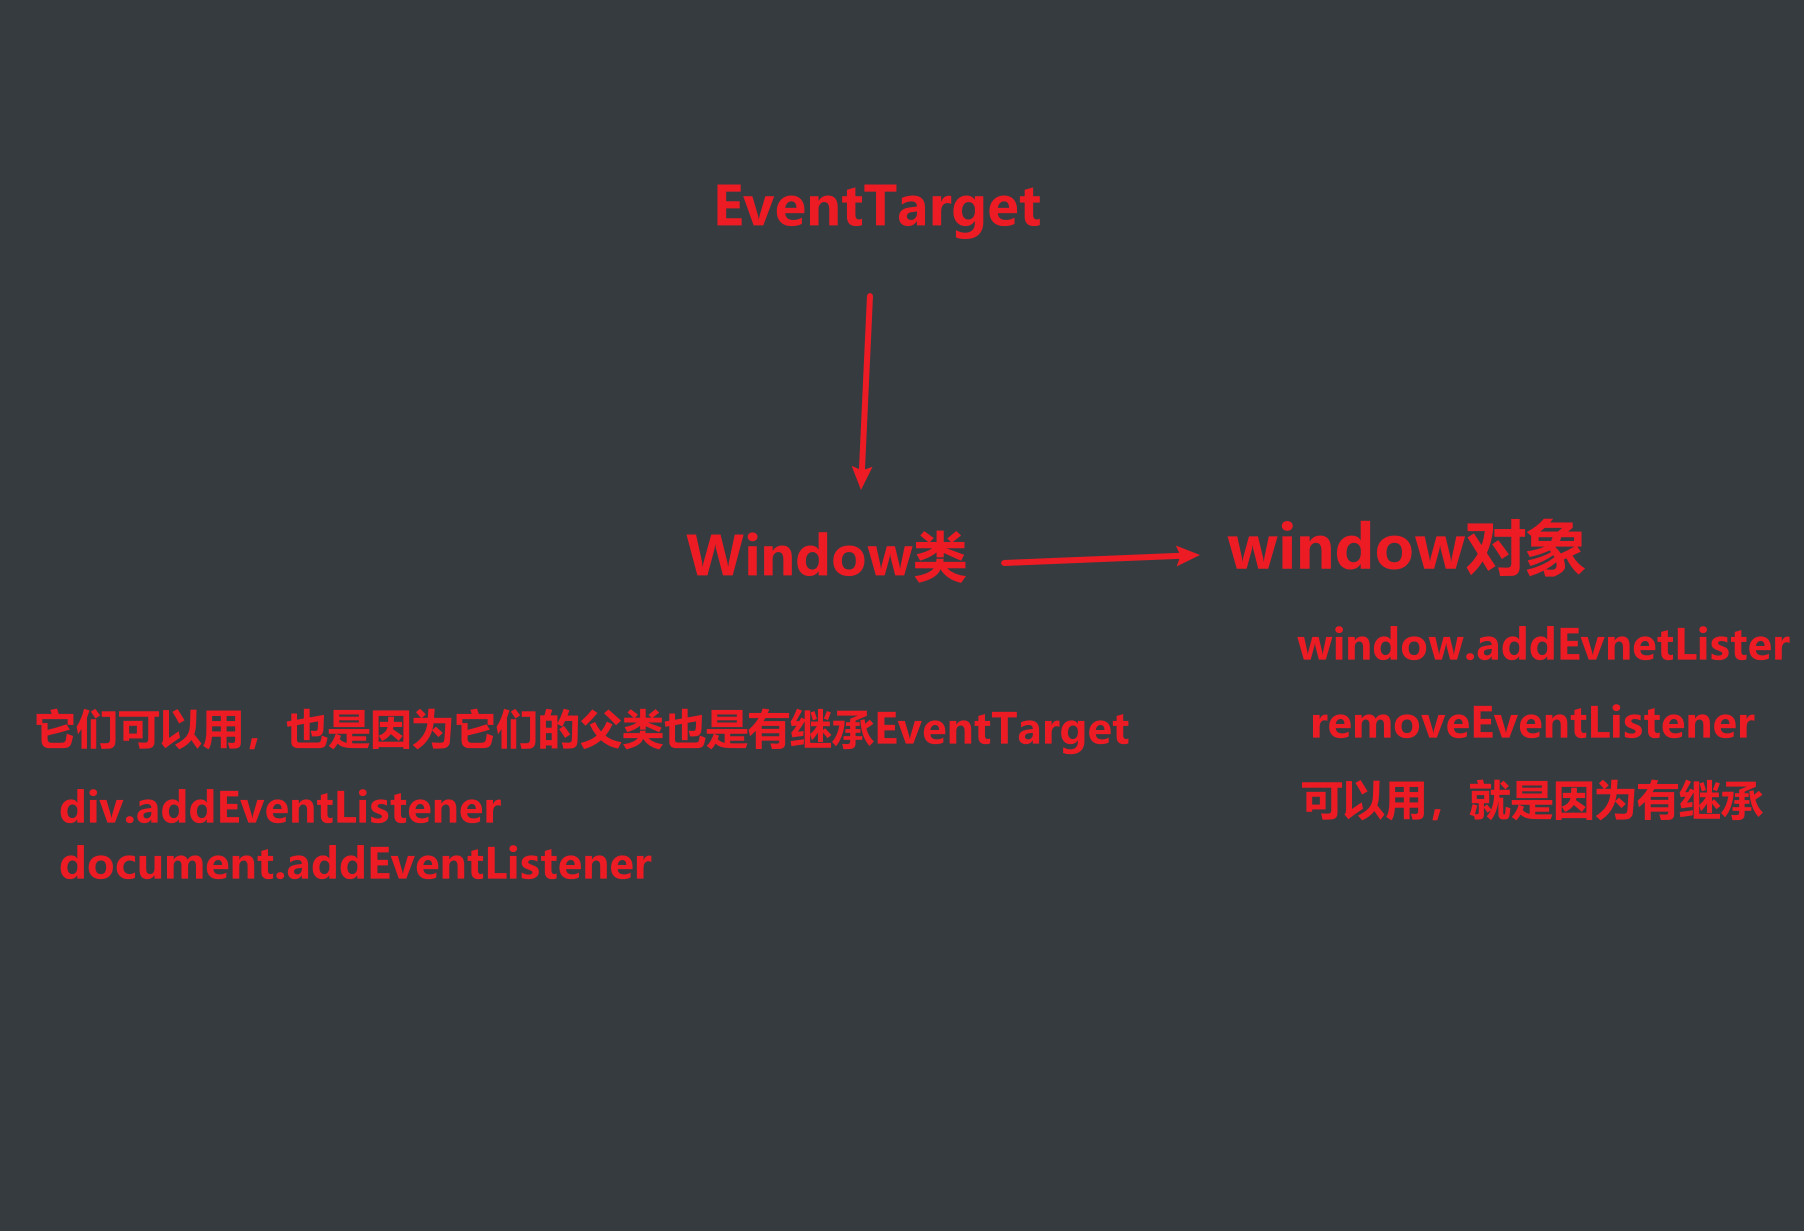 EventTarget
Window类
window对象
window.addEvnetLister
removeEventListener
可以用，就是因为有继承
它们可以用，也是因为它们的父类也是有继承EventTarget
div.addEventListener
document.addEventListener